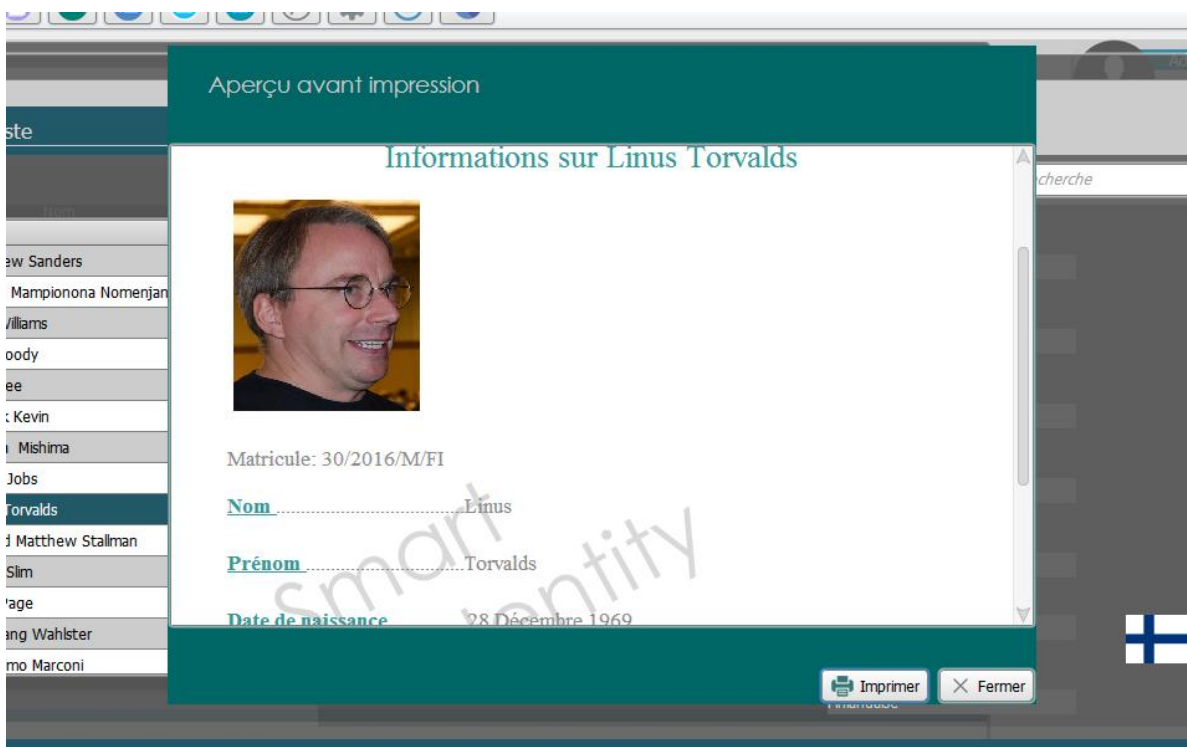 Aperçu avant impression
ste
Informations sur Linus Torvalds
cherche
Nom
ew Sanders
Mampionona Nomenjan
Villiams
oody
ee
k Kevin
Mishima
Jobs
Torvalds
d Matthew Stallman
Slim
Page
ang Wahlster
mo Marconi
Matricule: 30/2016/M/FI
Nom ........................................Linus
Prénom ..................................Torvalds
Date de naissance 28 Décembre 1969
Smart
Identity
Imprimer
Fermer